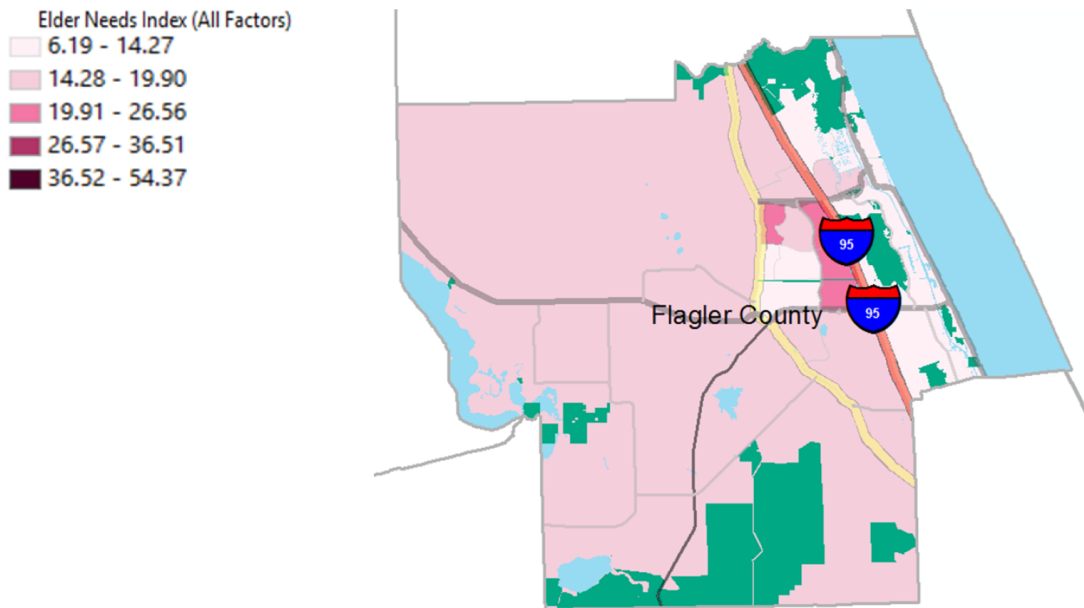 Elder Needs Index (All Factors)
6.19 - 14.27
14.28 - 19.90
19.91 - 26.56
26.57 - 36.51
36.52 - 54.37
95
Flagler County
95